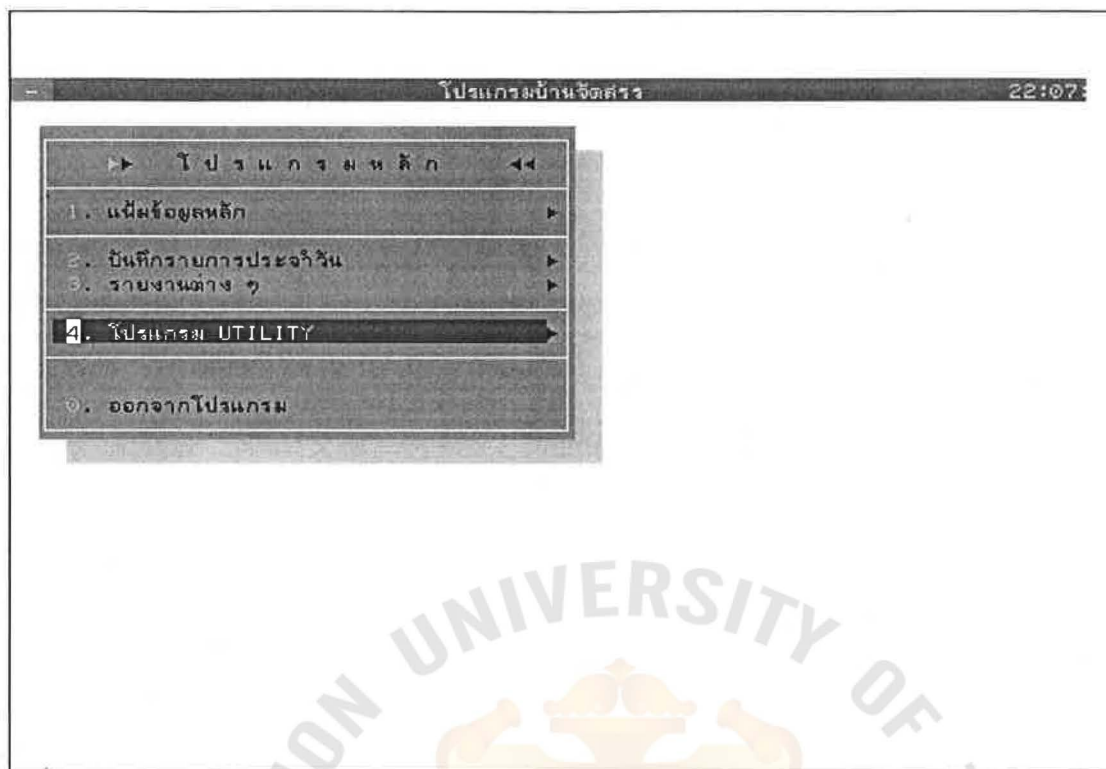 - โปรแกรมบ้านจัดสรร 22:07:
►► โ ป ร แ ก ร ม ห ลั ก ◄◄
1. แฟ้มข้อมูลหลัก ►
2. บันทึกรายการประจำวัน ►
3. รายงานต่าง ๆ ►
4. โปรแกรม UTILITY ►
0. ออกจากโปรแกรม
UNIVERSITY OF